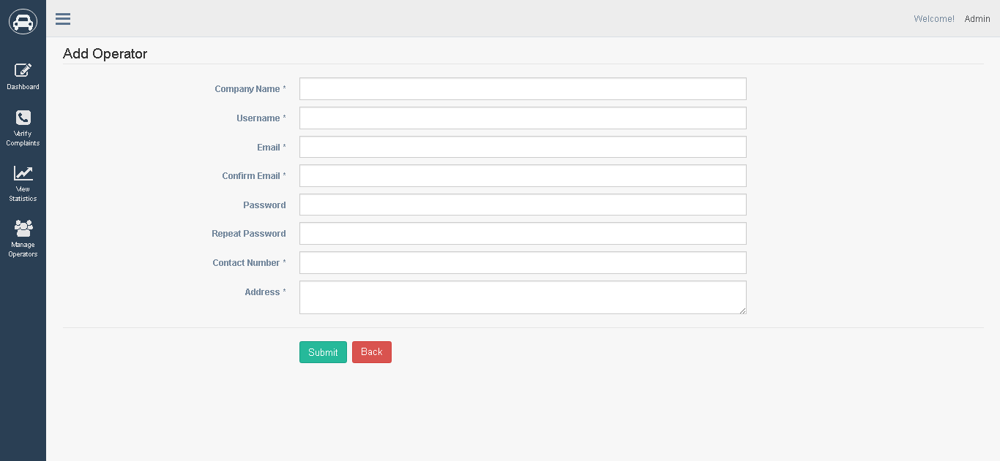 Welcome! Admin
Dashboard
Verify
Complaints
View
Statistics
Manage
Operators
Add Operator
Company Name *
Username *
Email *
Confirm Email *
Password
Repeat Password
Contact Number *
Address *
Submit Back